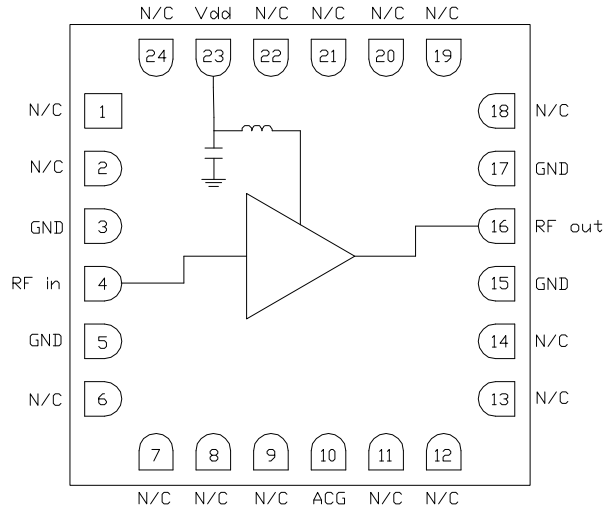 N/C Vdd N/C N/C N/C N/C
24 23 22 21 20 19
N/C 1 18 N/C
N/C 2 17 GND
GND 3 16 RF out
RF in 4 15 GND
GND 5 14 N/C
N/C 6 13 N/C
7 8 9 10 11 12
N/C N/C N/C ACG N/C N/C